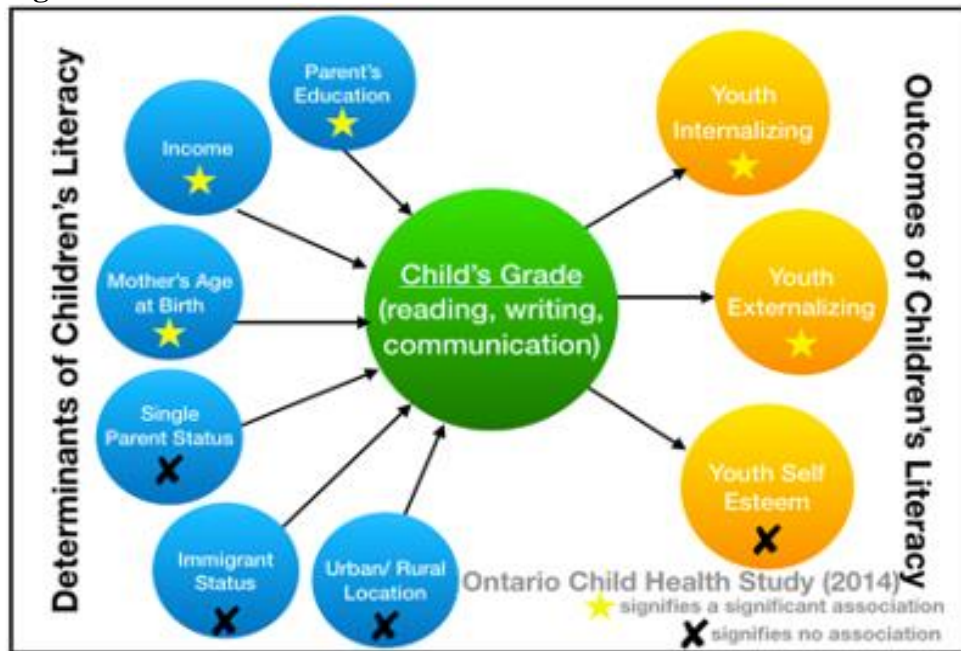 Determinants of Children's Literacy
Parent's
Education
Income
Mother's Age
at Birth
Single
Parent Status
Immigrant
Status
Urban/ Rural
Location
Child's Grade
(reading, writing,
communication)
Youth
Internalizing
Youth
Externalizing
Youth Self
Esteem
Outcomes of Children's Literacy
Ontario Child Health Study (2014)
signifies a significant association
signifies no association